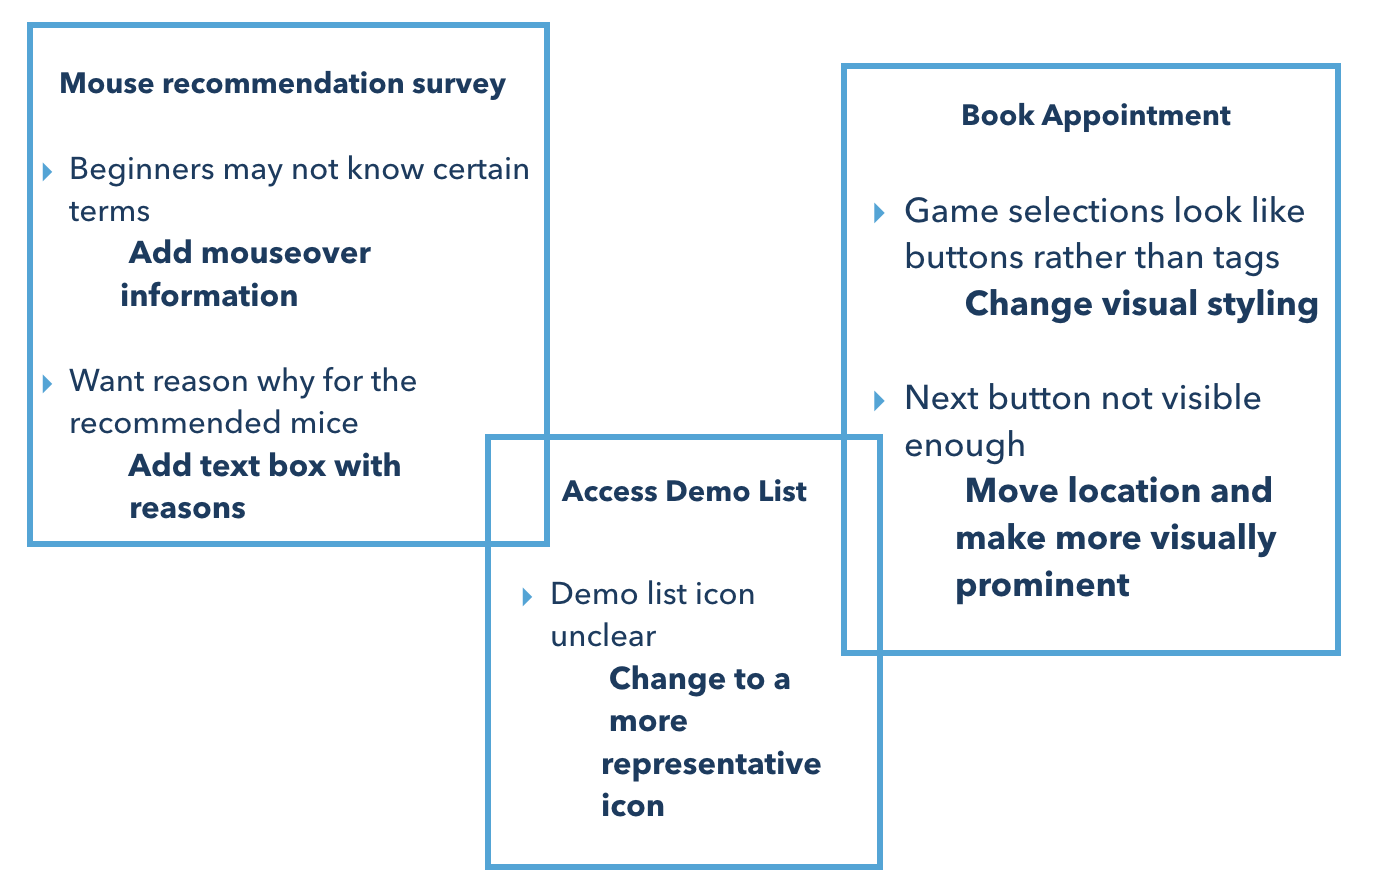 Mouse recommendation survey
Beginners may not know certain
terms
Add mouseover
information
Want reason why for the
recommended mice
Add text box with
reasons
Access Demo List
Demo list icon
unclear
Change to a
more
representative
icon
Book Appointment
Game selections look like
buttons rather than tags
Change visual styling
Next button not visible
enough
Move location and
make more visually
prominent